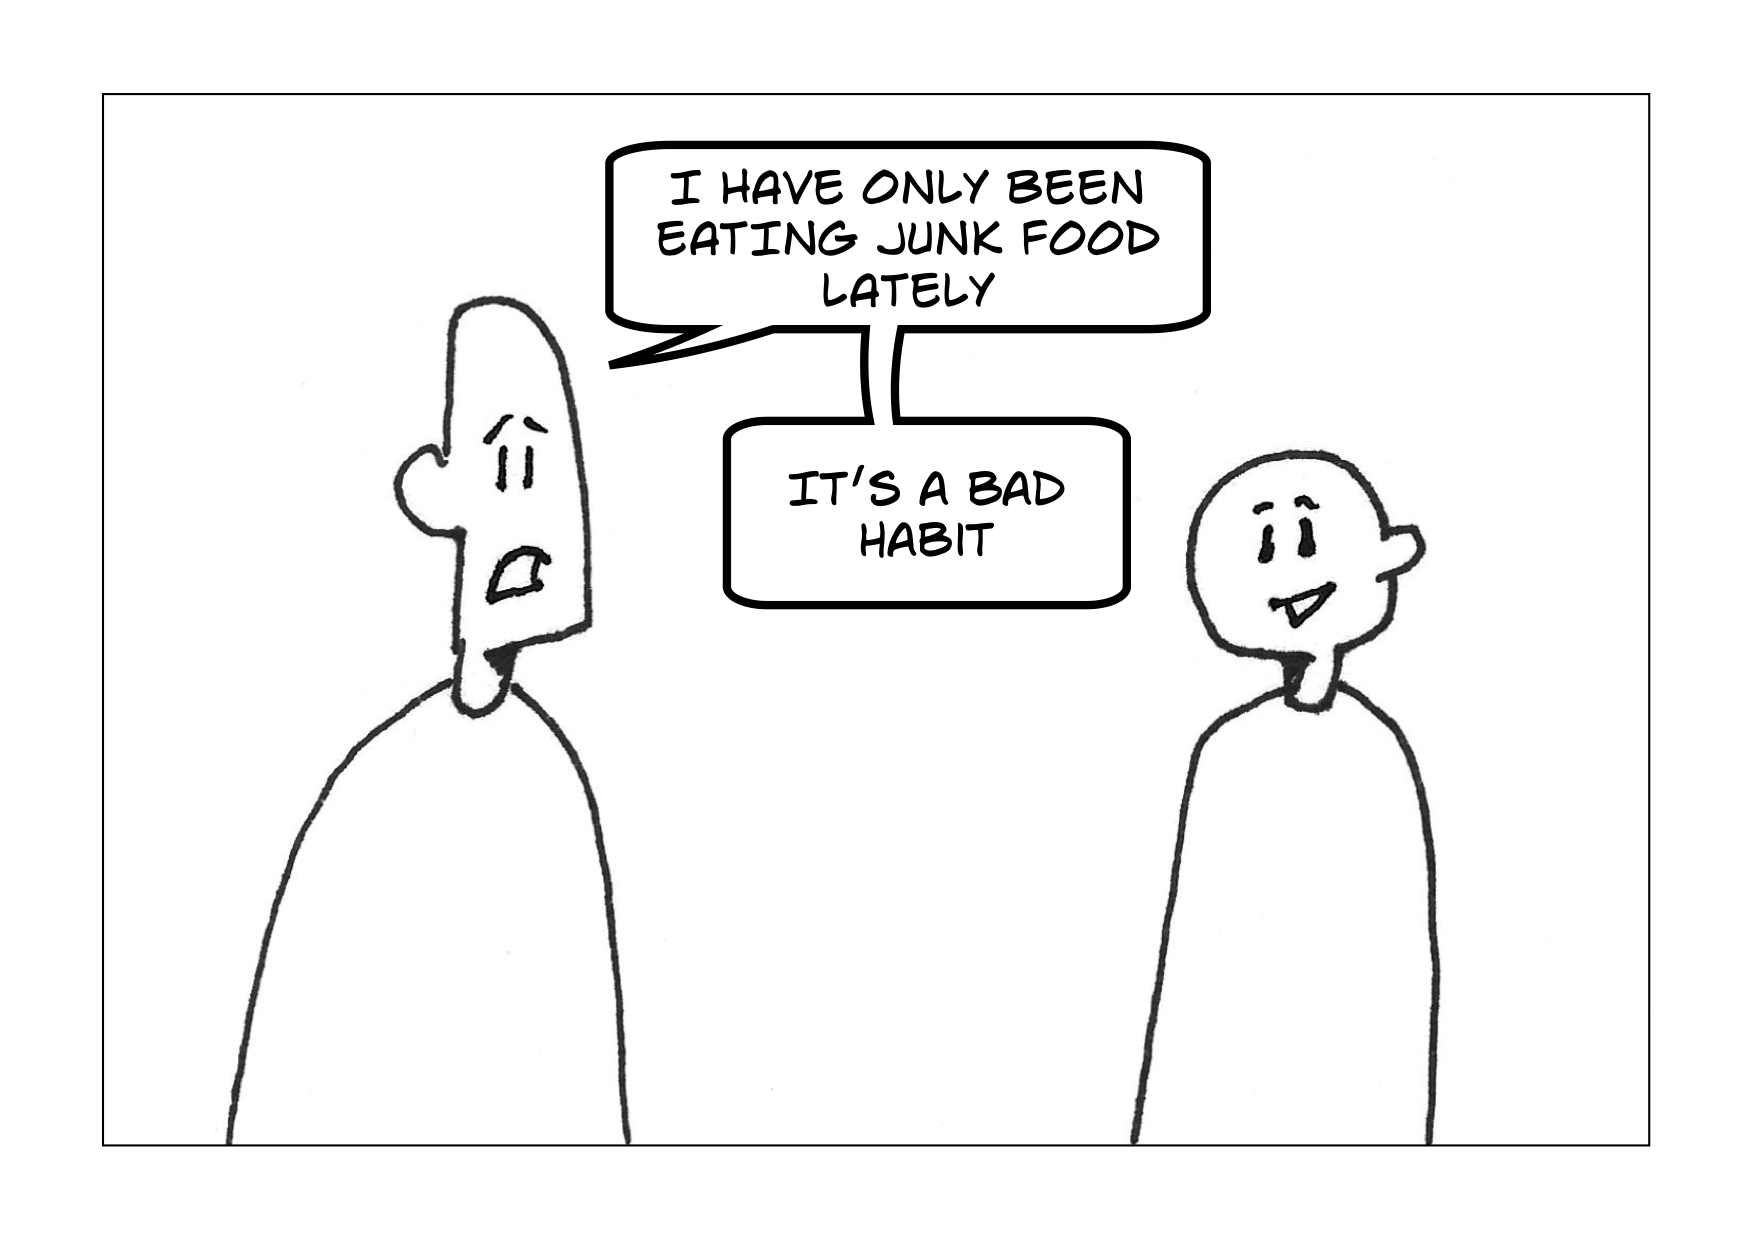 I HAVE ONLY BEEN
EATING JUNK FOOD
LATELY
IT'S A BAD
HABIT